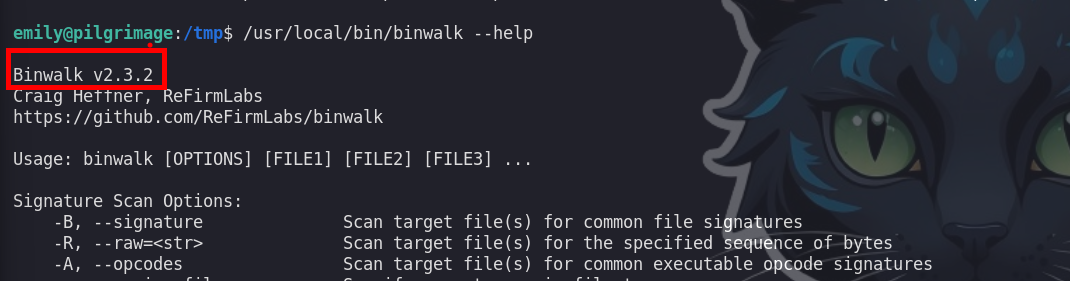 emily@pilgrimage:/tmp$ /usr/local/bin/binwalk --help
Binwalk v2.3.2
Craig Heffner, ReFirmLabs
https://github.com/ReFirmLabs/binwalk
Usage: binwalk [OPTIONS] [FILE1] [FILE2] [FILE3] ...
Signature Scan Options:
-B, --signature Scan target file(s) for common file signatures
-R, --raw=<str> Scan target file(s) for the specified sequence of bytes
-A, --opcodes Scan target file(s) for common executable opcode signatures